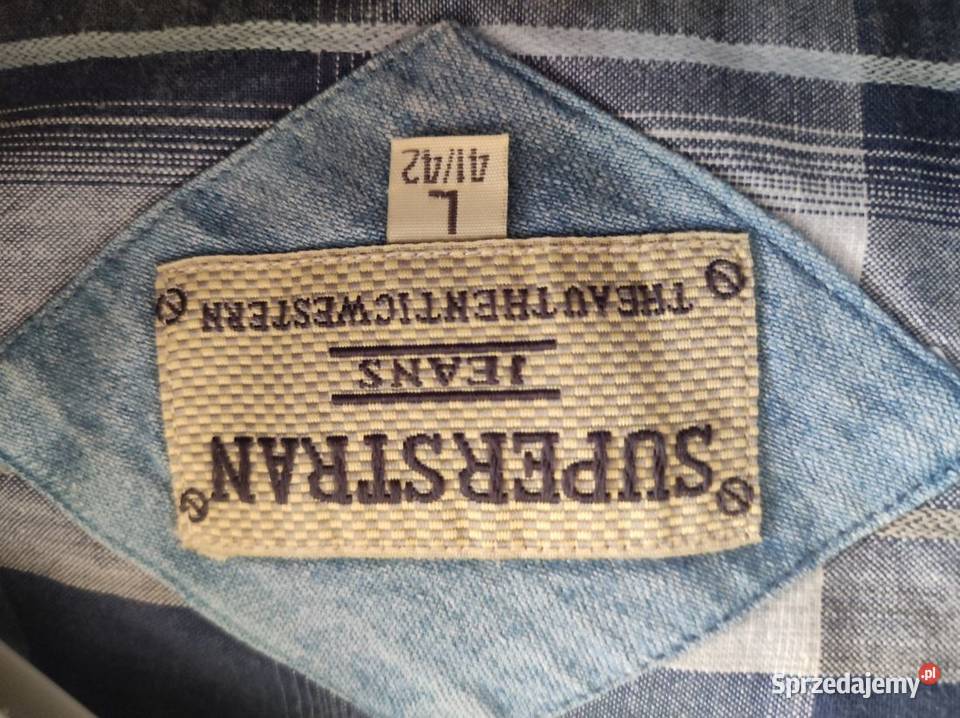 SUPERSTRAN
JEANS
THEAUTHENTICWESTERN
L
41/42
Sprzedajemy.pl